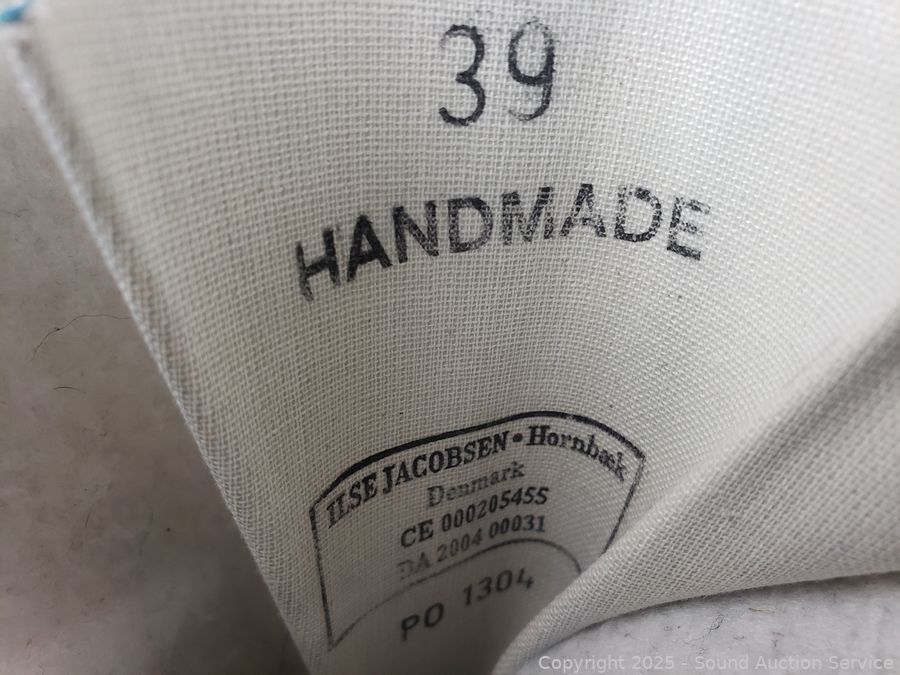 39
HANDMADE
ILSE JACOBSEN • Hornbæk
Denmark
CE 000205455
DA 2004 00031
PO 1304
Copyright 2025 - Sound Auction Service